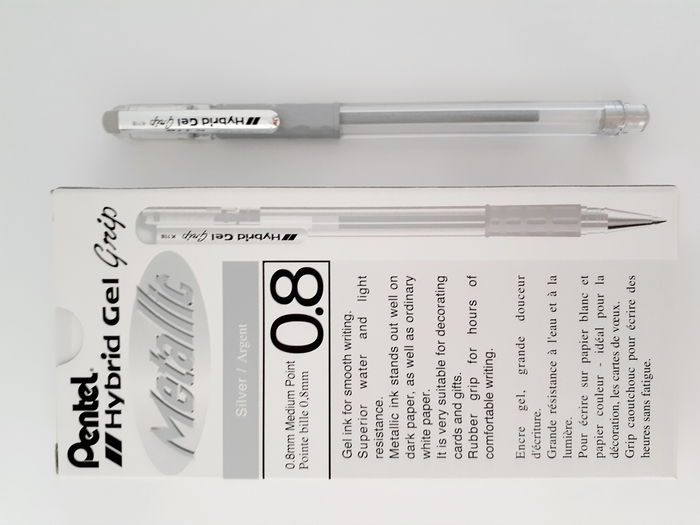 Hybrid Gel Grip K118
Hybrid Gel Grip K118
Pentel
Hybrid Gel Grip
Metallic
Silver / Argent
0.8mm Medium Point
Pointe bille 0,8mm
0.8
Gel ink for smooth writing.
Superior water and light
resistance.
Metallic ink stands out well on
dark paper, as well as ordinary
white paper.
It is very suitable for decorating
cards and gifts.
Rubber grip for hours of
comfortable writing.
Encre gel, grande douceur
d'écriture.
Grande résistance à l'eau et à la
lumière.
Pour écrire sur papier blanc et
papier couleur - idéal pour la
décoration, les cartes de vœux.
Grip caoutchouc pour écrire des
heures sans fatigue.